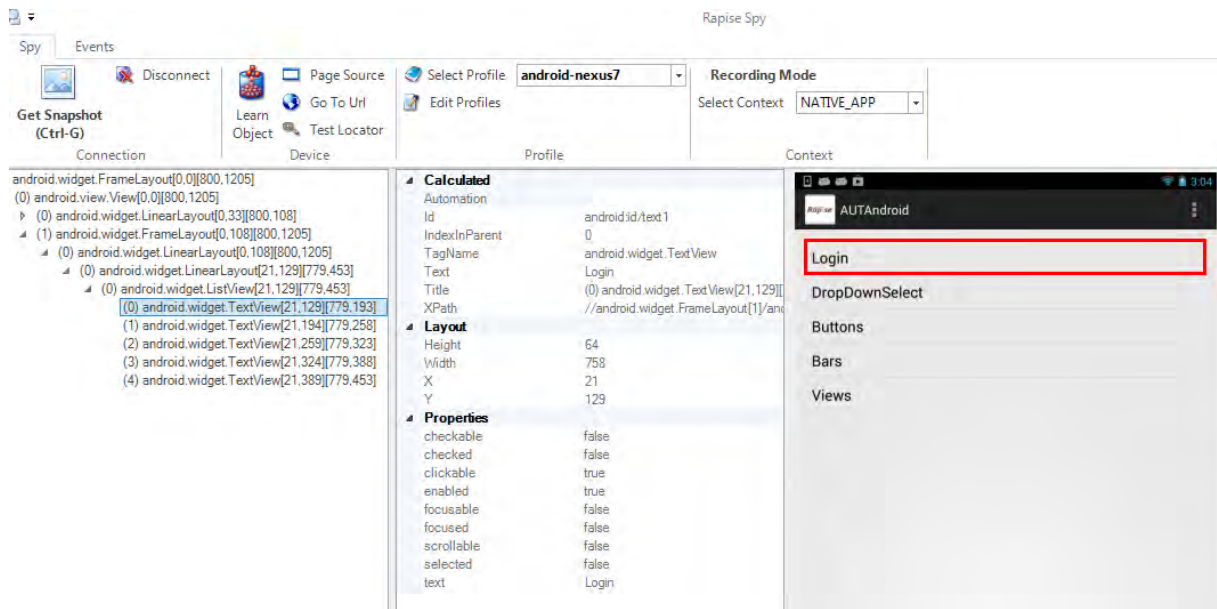 Rapise Spy
Spy Events
Get Snapshot (Ctrl-G)
Disconnect
Connection
Learn Object
Page Source
Go To Url
Test Locator
Device
Select Profile android-nexus7
Edit Profiles
Profile
Recording Mode
Select Context NATIVE_APP
Context
android.widget.FrameLayout[0,0][800,1205]
(0) android.view.View[0,0][800,1205]
(0) android.widget.LinearLayout[0,33][800,108]
(1) android.widget.FrameLayout[0,108][800,1205]
(0) android.widget.LinearLayout[0,108][800,1205]
(0) android.widget.LinearLayout[21,129][779,453]
(0) android.widget.ListView[21,129][779,453]
(0) android.widget.TextView[21,129][779,193]
(1) android.widget.TextView[21,194][779,258]
(2) android.widget.TextView[21,259][779,323]
(3) android.widget.TextView[21,324][779,388]
(4) android.widget.TextView[21,389][779,453]
Calculated
Automation
Id android:id/text1
IndexInParent 0
TagName android.widget.TextView
Text Login
Title (0) android.widget.TextView[21,129][
XPath //android.widget.FrameLayout[1]/and
Layout
Height 64
Width 758
X 21
Y 129
Properties
checkable false
checked false
clickable true
enabled true
focusable false
focused false
scrollable false
selected false
text Login
3:04
Rapise AUTAndroid
Login
DropDownSelect
Buttons
Bars
Views